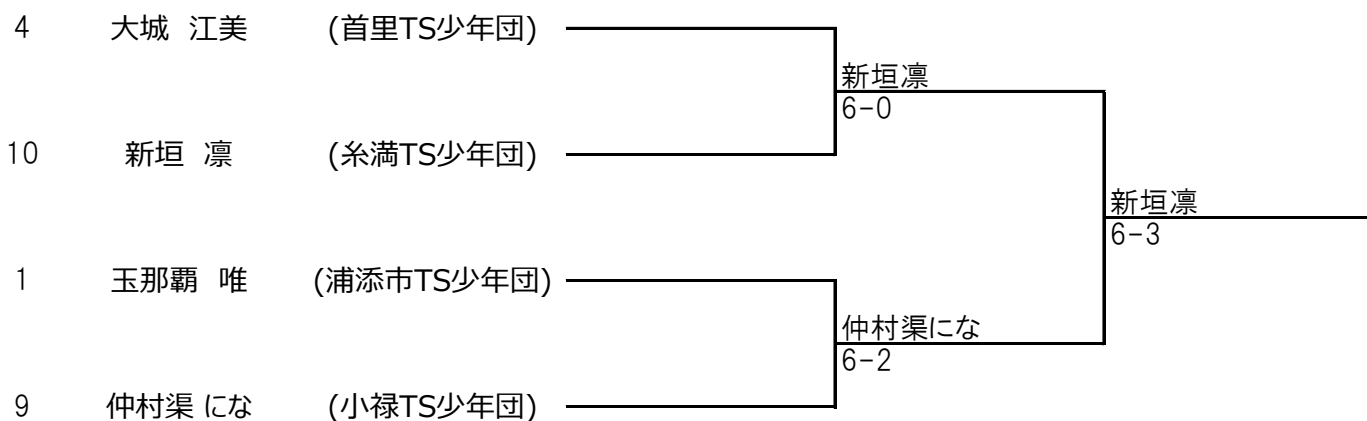 4 大城 江美 (首里TS少年団)
新垣凛
6-0
10 新垣 凛 (糸満TS少年団)
新垣凛
6-3
1 玉那覇 唯 (浦添市TS少年団)
仲村渠にな
6-2
9 仲村渠 にな (小禄TS少年団)